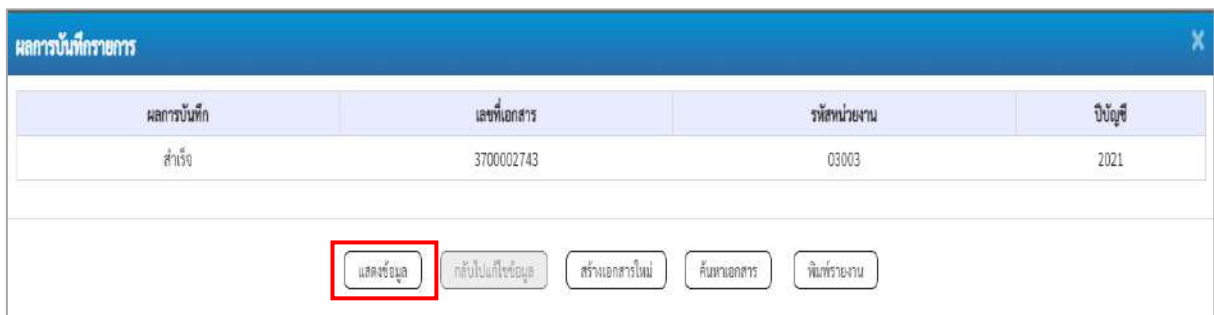 ผลการบันทึกรายการ X
ผลการบันทึก เลขที่เอกสาร รหัสหน่วยงาน ปีบัญชี
สำเร็จ 3700002743 03003 2021
แสดงข้อมูล กลับไปแก้ไขข้อมูล สร้างเอกสารใหม่ ค้นหาเอกสาร พิมพ์รายงาน